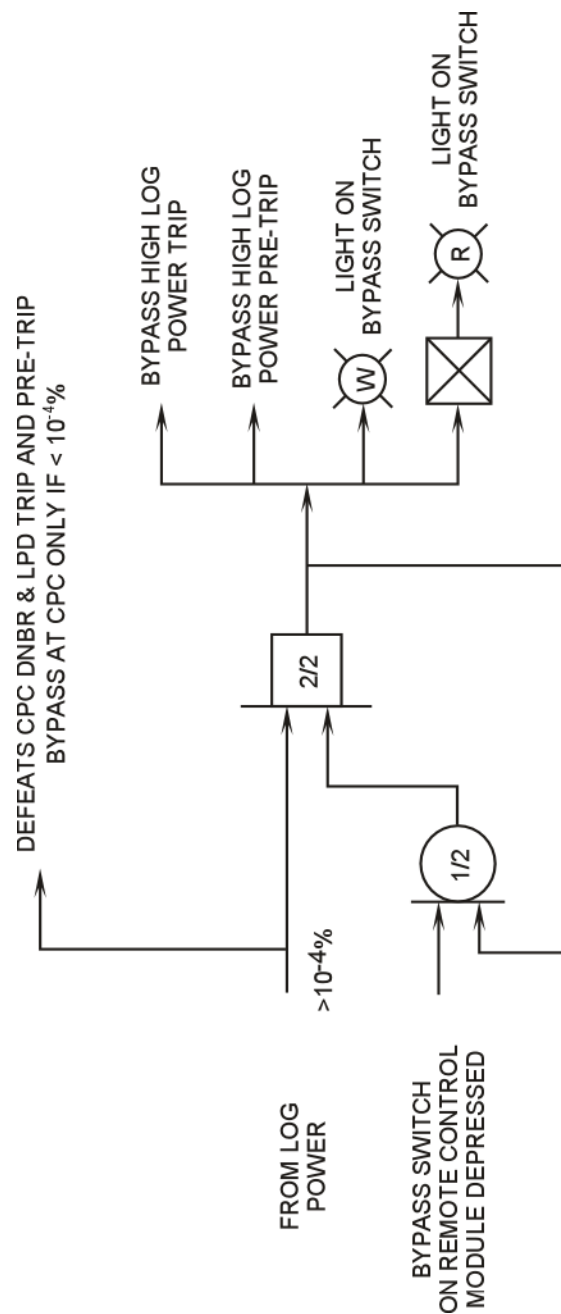 DEFEATS CPC DNBR & LPD TRIP AND PRE-TRIP
BYPASS AT CPC ONLY IF < 10⁻⁴%
BYPASS HIGH LOG
POWER TRIP
BYPASS HIGH LOG
POWER PRE-TRIP
LIGHT ON
BYPASS SWITCH
LIGHT ON
BYPASS SWITCH
W
R
2/2
1/2
>10-4%
FROM LOG
POWER
BYPASS SWITCH
ON REMOTE CONTROL
MODULE DEPRESSED